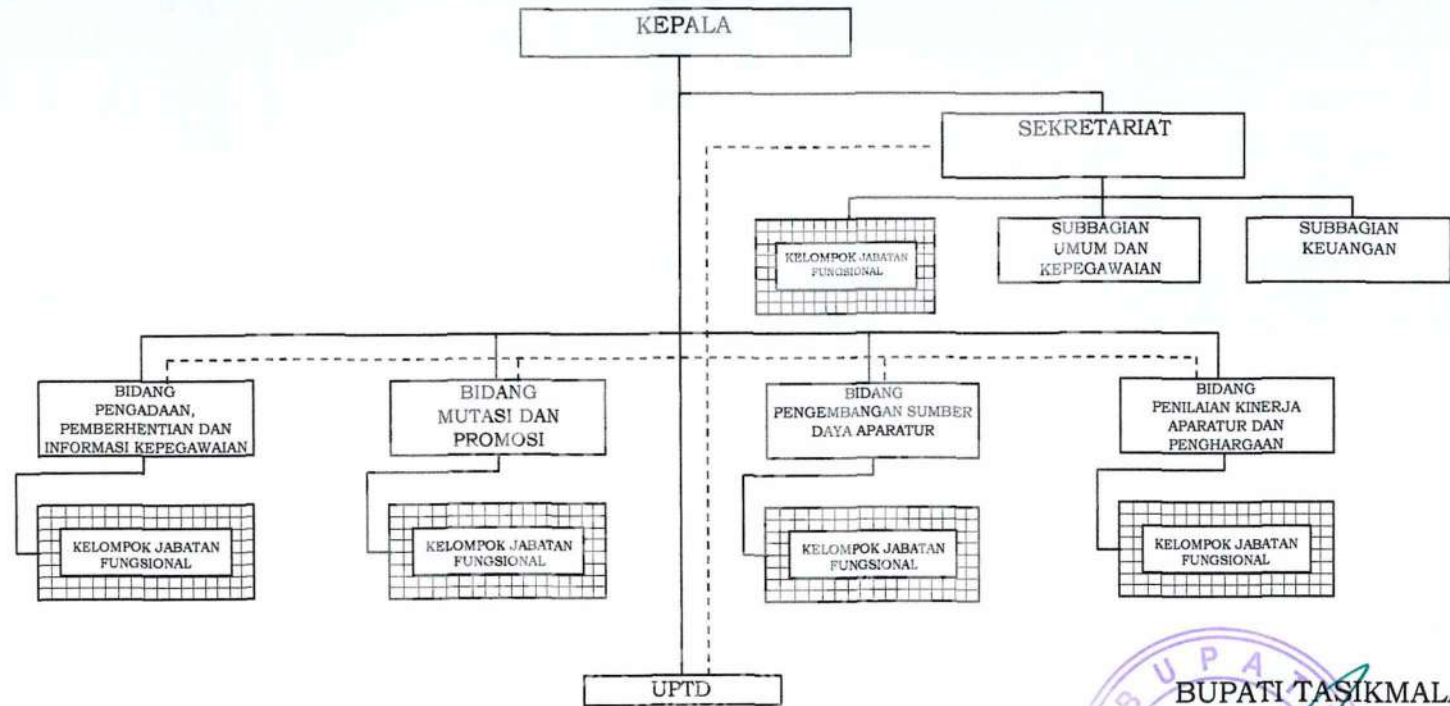 KEPALA
SEKRETARIAT
KELOMPOK JABATAN
FUNGSIONAL
SUBBAGIAN
UMUM DAN
KEPEGAWAIAN
SUBBAGIAN
KEUANGAN
BIDANG
PENGADAAN,
PEMBERHENTIAN DAN
INFORMASI KEPEGAWAIAN
BIDANG
MUTASI DAN
PROMOSI
BIDANG
PENGEMBANGAN SUMBER
DAYA APARATUR
BIDANG
PENILAIAN KINERJA
APARATUR DAN
PENGHARGAAN
KELOMPOK JABATAN
FUNGSIONAL
KELOMPOK JABATAN
FUNGSIONAL
KELOMPOK JABATAN
FUNGSIONAL
KELOMPOK JABATAN
FUNGSIONAL
UPTD
BUPAT
BUPATI TASIKMAL